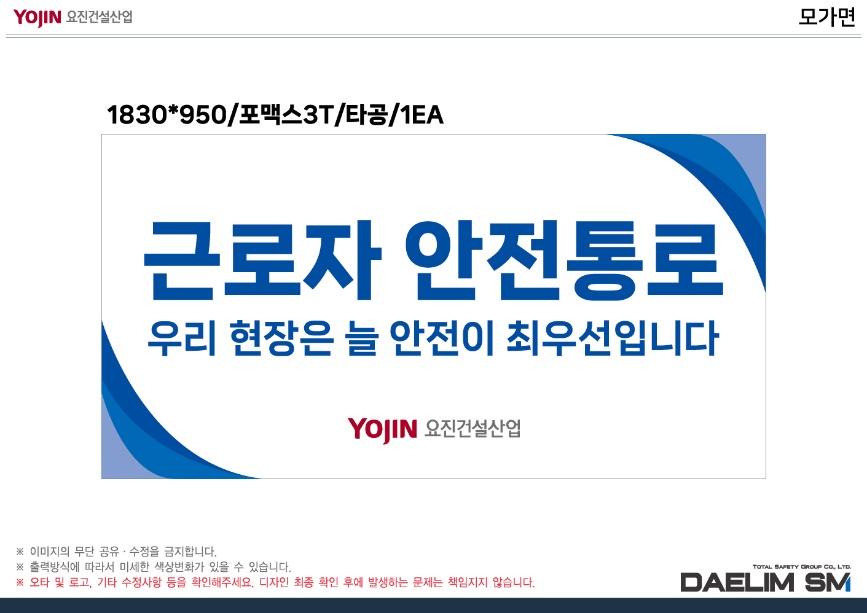 YOJIN 요진건설산업
모가면
1830*950/포맥스3T/타공/1EA
근로자 안전통로
우리 현장은 늘 안전이 최우선입니다
YOJIN 요진건설산업
※ 이미지의 무단 공유 · 수정을 금지합니다.
※ 출력방식에 따라서 미세한 색상변화가 있을 수 있습니다.
※ 오타 및 로고, 기타 수정사항 등을 확인해주세요. 디자인 최종 확인 후에 발생하는 문제는 책임지지 않습니다.
TOTAL SAFETY GROUP CO., LTD.
DAELIM SM